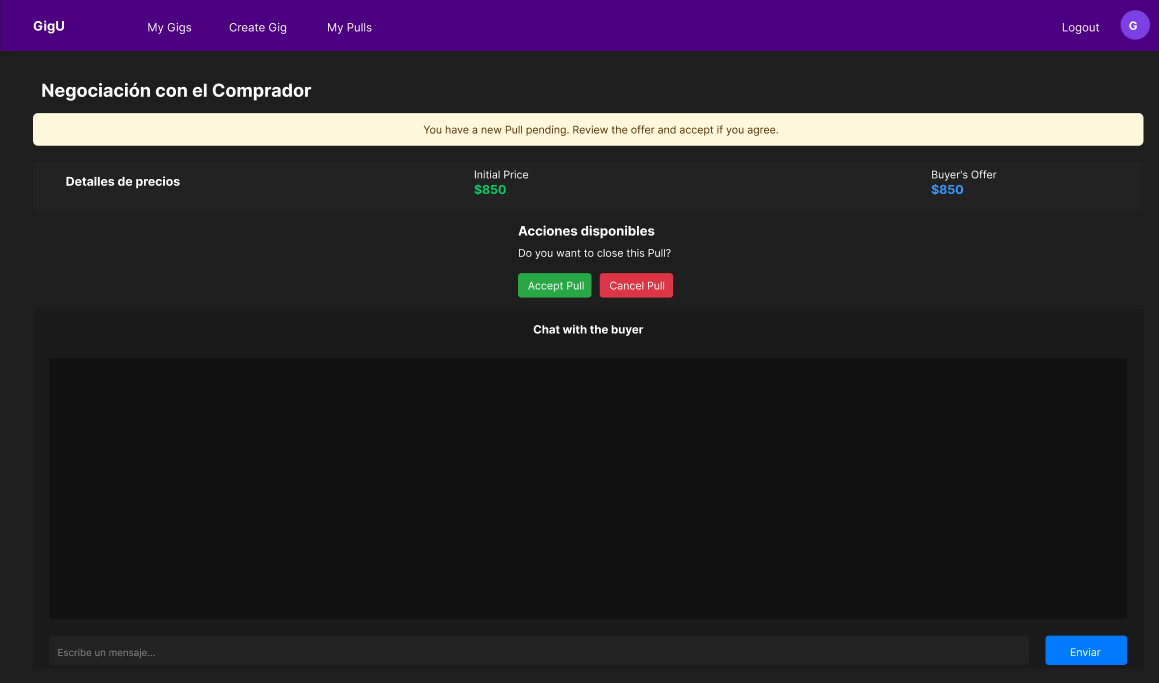 GigU
My Gigs
Create Gig
My Pulls
Logout
G
Negociación con el Comprador
You have a new Pull pending. Review the offer and accept if you agree.
Detalles de precios
Initial Price
$850
Buyer's Offer
$850
Acciones disponibles
Do you want to close this Pull?
Accept Pull
Cancel Pull
Chat with the buyer
Escribe un mensaje...
Enviar